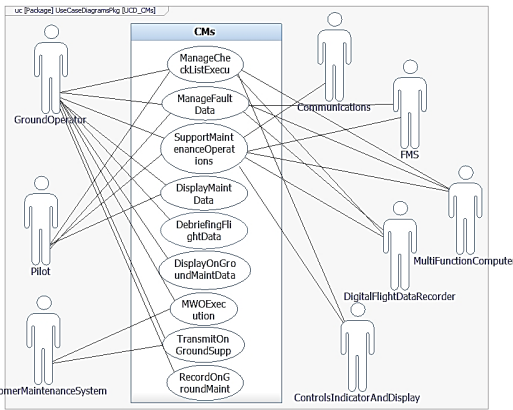 uc [Package] UseCaseDiagramsPkg [UCD_CMs]
CMs
ManageChe
ckListExecu
ManageFault
Data
SupportMaint
enanceOperat
ions
DisplayMaint
Data
DebriefingFli
ghtData
DisplayOnGro
undMaintData
MWOExec
ution
TransmitOn
GroundSupp
RecordOnG
roundMaint
GroundOperator
Pilot
omerMaintenanceSystem
Communications
FMS
MultiFunctionCompute
DigitalFlightDataRecorder
ControlsIndicatorAndDisplay